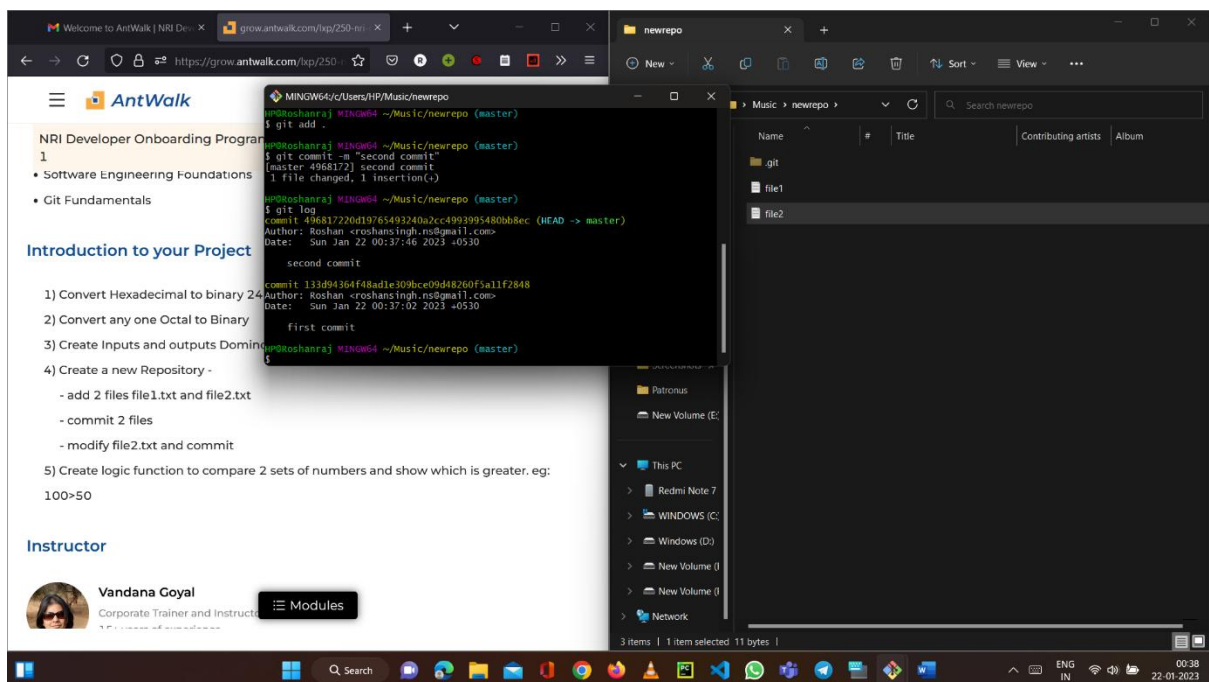 Welcome to AntWalk | NRI Dev
grow.antwalk.com/lxp/250-nri-
https://grow.antwalk.com/lxp/250-
AntWalk
NRI Developer Onboarding Program
1
• Software Engineering Foundations
• Git Fundamentals
Introduction to your Project
1) Convert Hexadecimal to binary 24
2) Convert any one Octal to Binary
3) Create Inputs and outputs Domino
4) Create a new Repository -
- add 2 files file1.txt and file2.txt
- commit 2 files
- modify file2.txt and commit
5) Create logic function to compare 2 sets of numbers and show which is greater. eg:
100>50
Instructor
Vandana Goyal
Corporate Trainer and Instructo
Modules
MINGW64:/c/Users/HP/Music/newrepo
HP@Roshanraj MINGW64 ~/Music/newrepo (master)
$ git add .
HP@Roshanraj MINGW64 ~/Music/newrepo (master)
$ git commit -m "second commit"
[master 4968172] second commit
1 file changed, 1 insertion(+)
HP@Roshanraj MINGW64 ~/Music/newrepo (master)
$ git log
commit 496817220d19765493240a2cc4993995480bb8ec (HEAD -> master)
Author: Roshan <roshansingh.ns@gmail.com>
Date: Sun Jan 22 00:37:46 2023 +0530
second commit
commit 133d94364f48ad1e309bce09d48260f5a11f2848
Author: Roshan <roshansingh.ns@gmail.com>
Date: Sun Jan 22 00:37:02 2023 +0530
first commit
HP@Roshanraj MINGW64 ~/Music/newrepo (master)
$
newrepo
New
Sort
View
› Music › newrepo ›
Search newrepo
Name # Title Contributing artists Album
.git
file1
file2
Screenshots
Patronus
New Volume (E:
This PC
Redmi Note 7
WINDOWS (C:
Windows (D:)
New Volume (
New Volume (
Network
3 items | 1 item selected 11 bytes |
Search
ENG
IN
00:38
22-01-2023